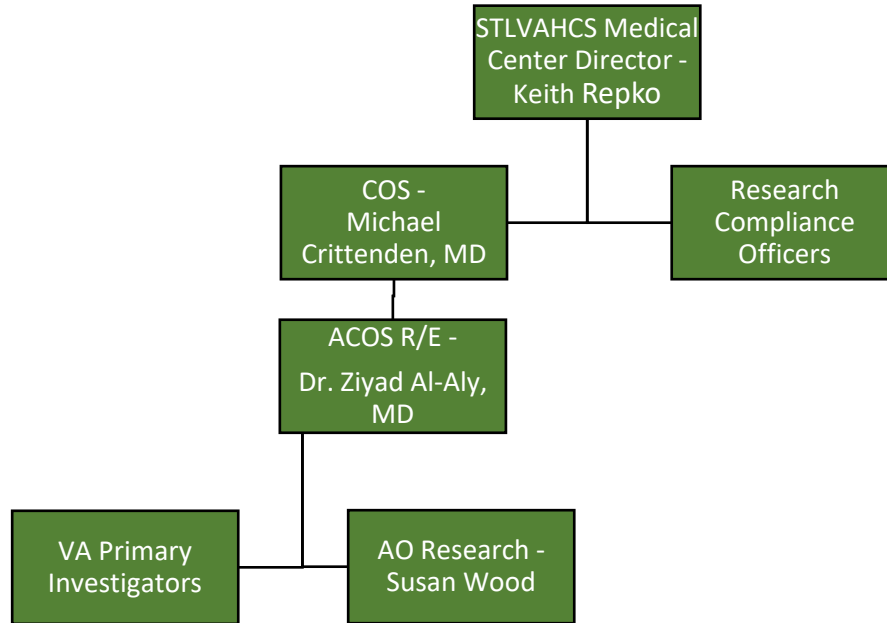 STLVAHCS Medical
Center Director -
Keith Repko
COS -
Michael
Crittenden, MD
Research
Compliance
Officers
ACOS R/E -
Dr. Ziyad Al-Aly,
MD
VA Primary
Investigators
AO Research -
Susan Wood